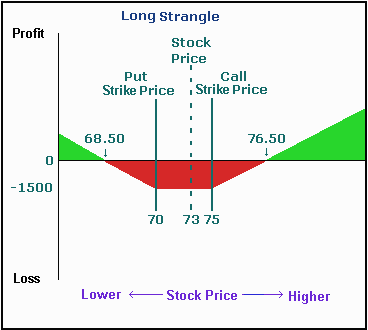 Long Strangle
Profit
Stock
Price
Put
Strike Price
Call
Strike Price
68.50
76.50
0
-1500
70
73
75
Loss
Lower
Stock Price
Higher